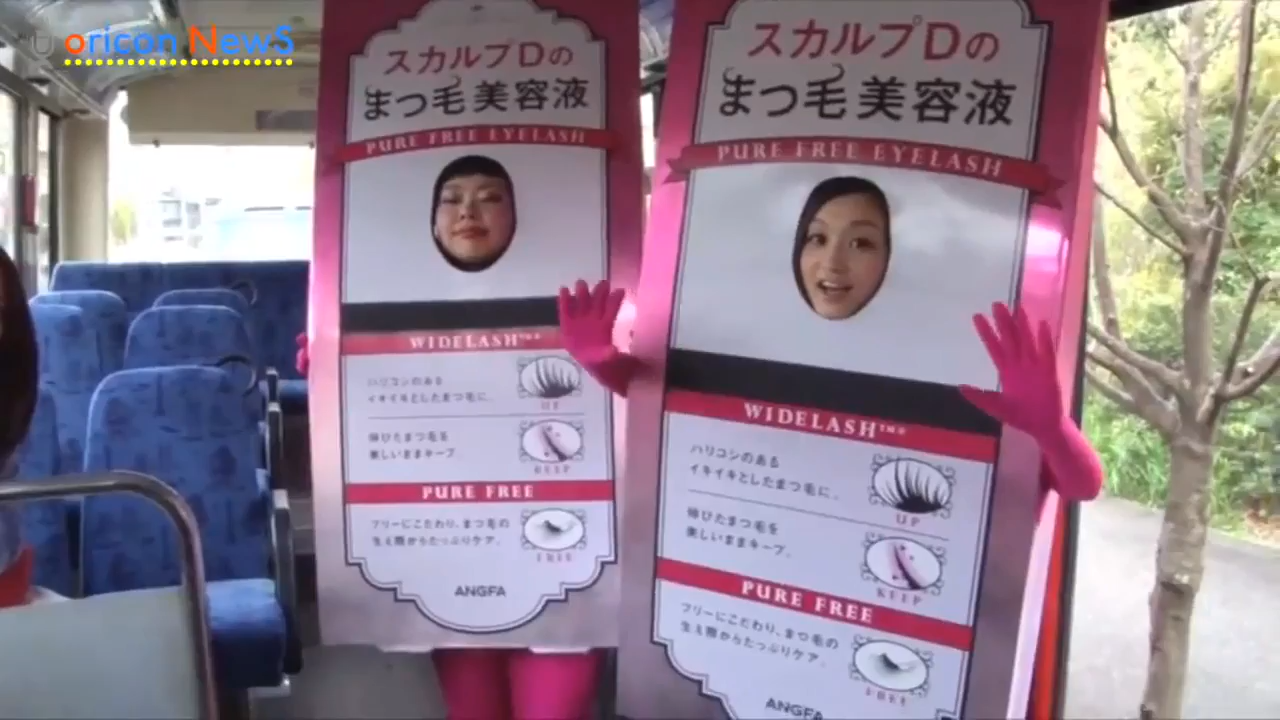 oricon NewS
スカルプDの
まつ毛美容液
PURE FREE EYELASH
WIDELASH™*
ハリコシのある
イキイキとしたまつ毛に。
UP
伸びたまつ毛を
美しいままキープ。
KEEP
PURE FREE
フリーにこだわり、まつ毛の
生え際からたっぷりケア。
FREE
ANGFA
スカルプDの
まつ毛美容液
PURE FREE EYELASH
WIDELASH™*
ハリコシのある
イキイキとしたまつ毛に。
UP
伸びたまつ毛を
美しいままキープ。
KEEP
PURE FREE
フリーにこだわり、まつ毛の
生え際からたっぷりケア。
FREE
ANGFA